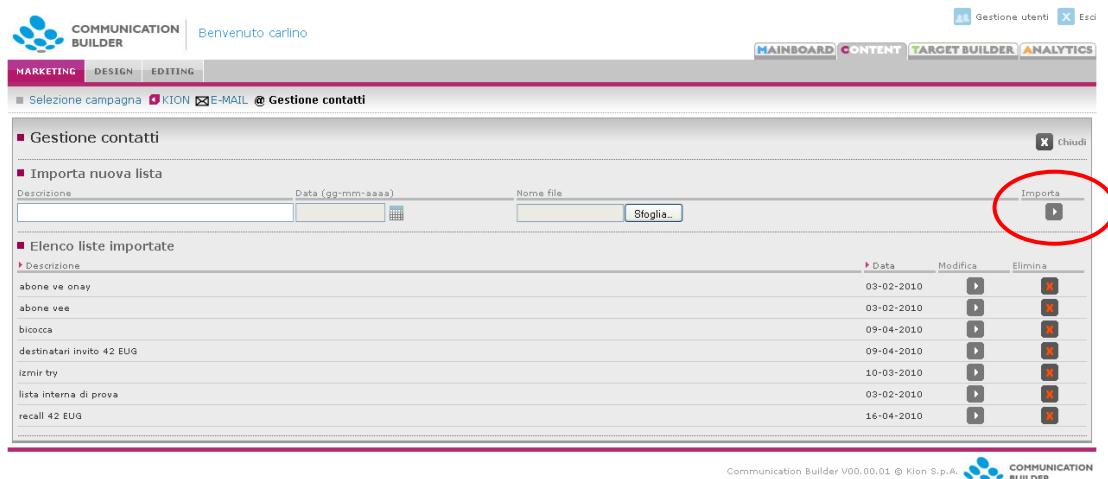 Gestione utenti X Esci
COMMUNICATION
BUILDER
Benvenuto carlino
MAINBOARD CONTENT TARGET BUILDER ANALYTICS
MARKETING DESIGN EDITING
Selezione campagna KION E-MAIL @ Gestione contatti
Gestione contatti
X Chiudi
Importa nuova lista
Descrizione Data (gg-mm-aaaa) Nome file Importa
Sfoglia...
Elenco liste importate
Descrizione Data Modifica Elimina
abone ve onay 03-02-2010 X
abone vee 03-02-2010 X
bicocca 09-04-2010 X
destinatari invito 42 EUG 09-04-2010 X
izmir try 10-03-2010 X
lista interna di prova 03-02-2010 X
recall 42 EUG 16-04-2010 X
Communication Builder V00.00.01 @ Kion S.p.A.
COMMUNICATION
BUILDER